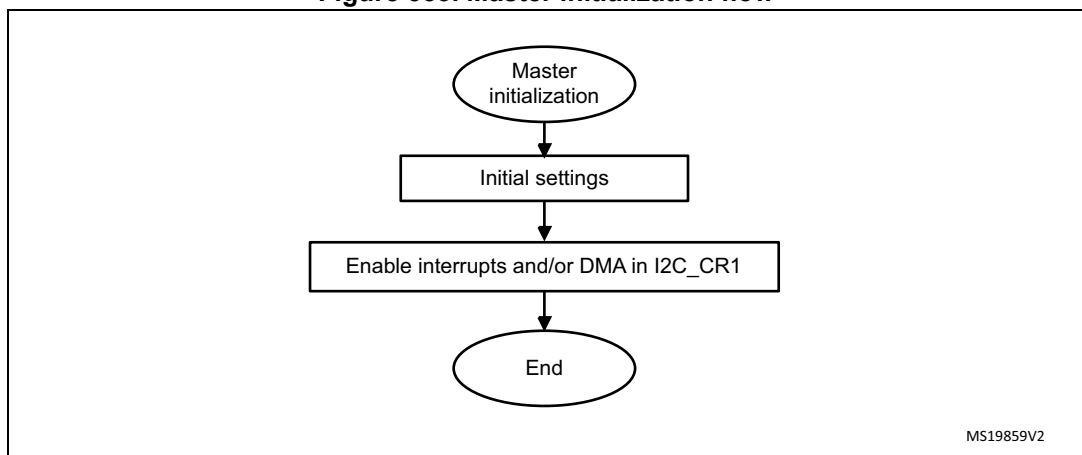 Master
initialization
Initial settings
Enable interrupts and/or DMA in I2C_CR1
End
MS19859V2